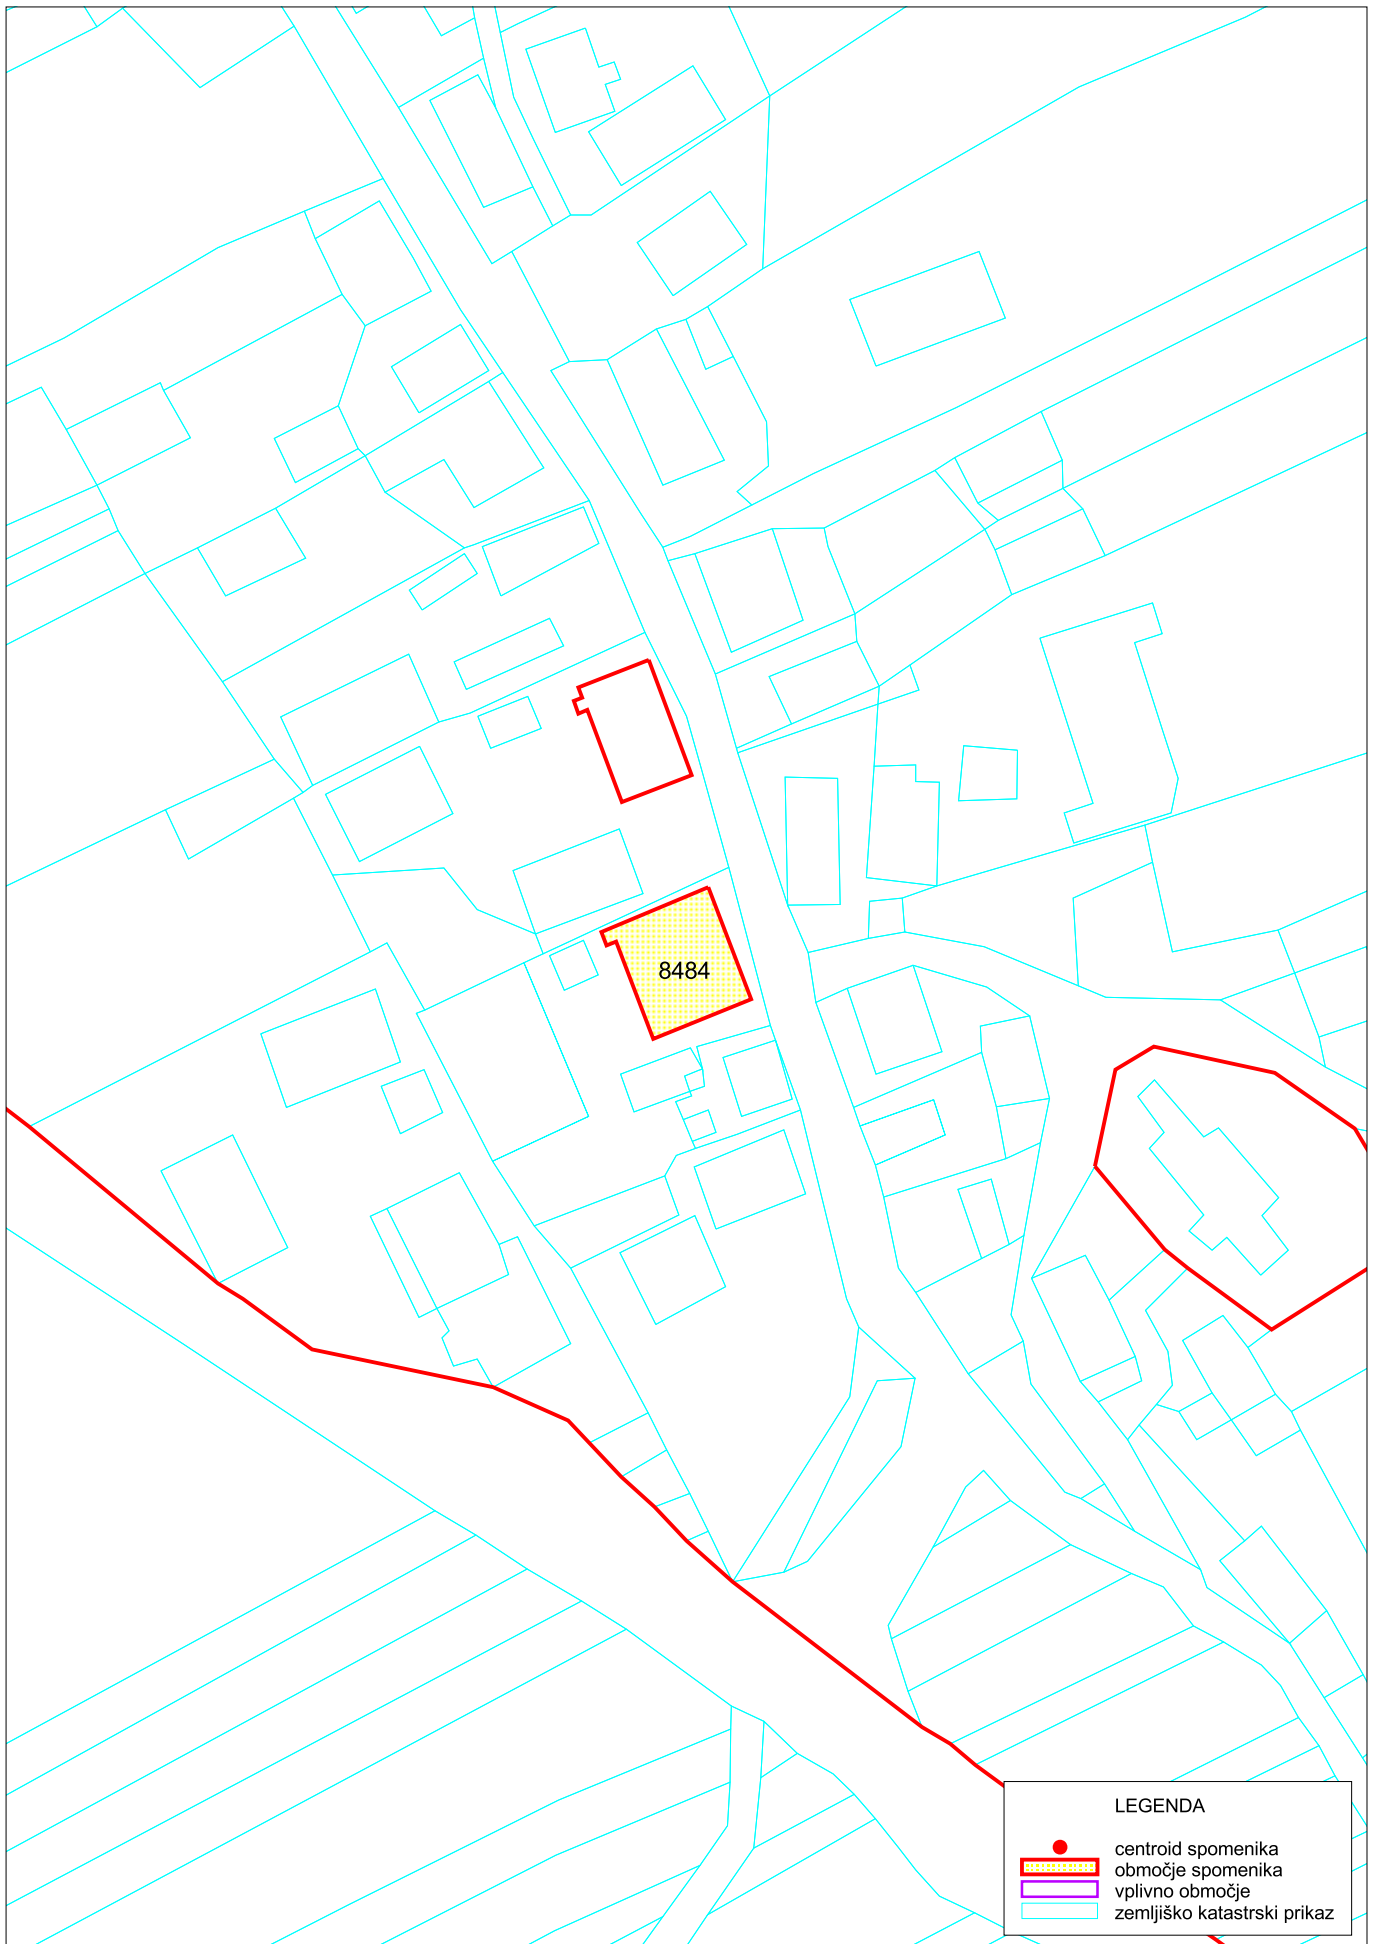 8484
LEGENDA
centroid spomenika
območje spomenika
vplivno območje
zemljiško katastrski prikaz